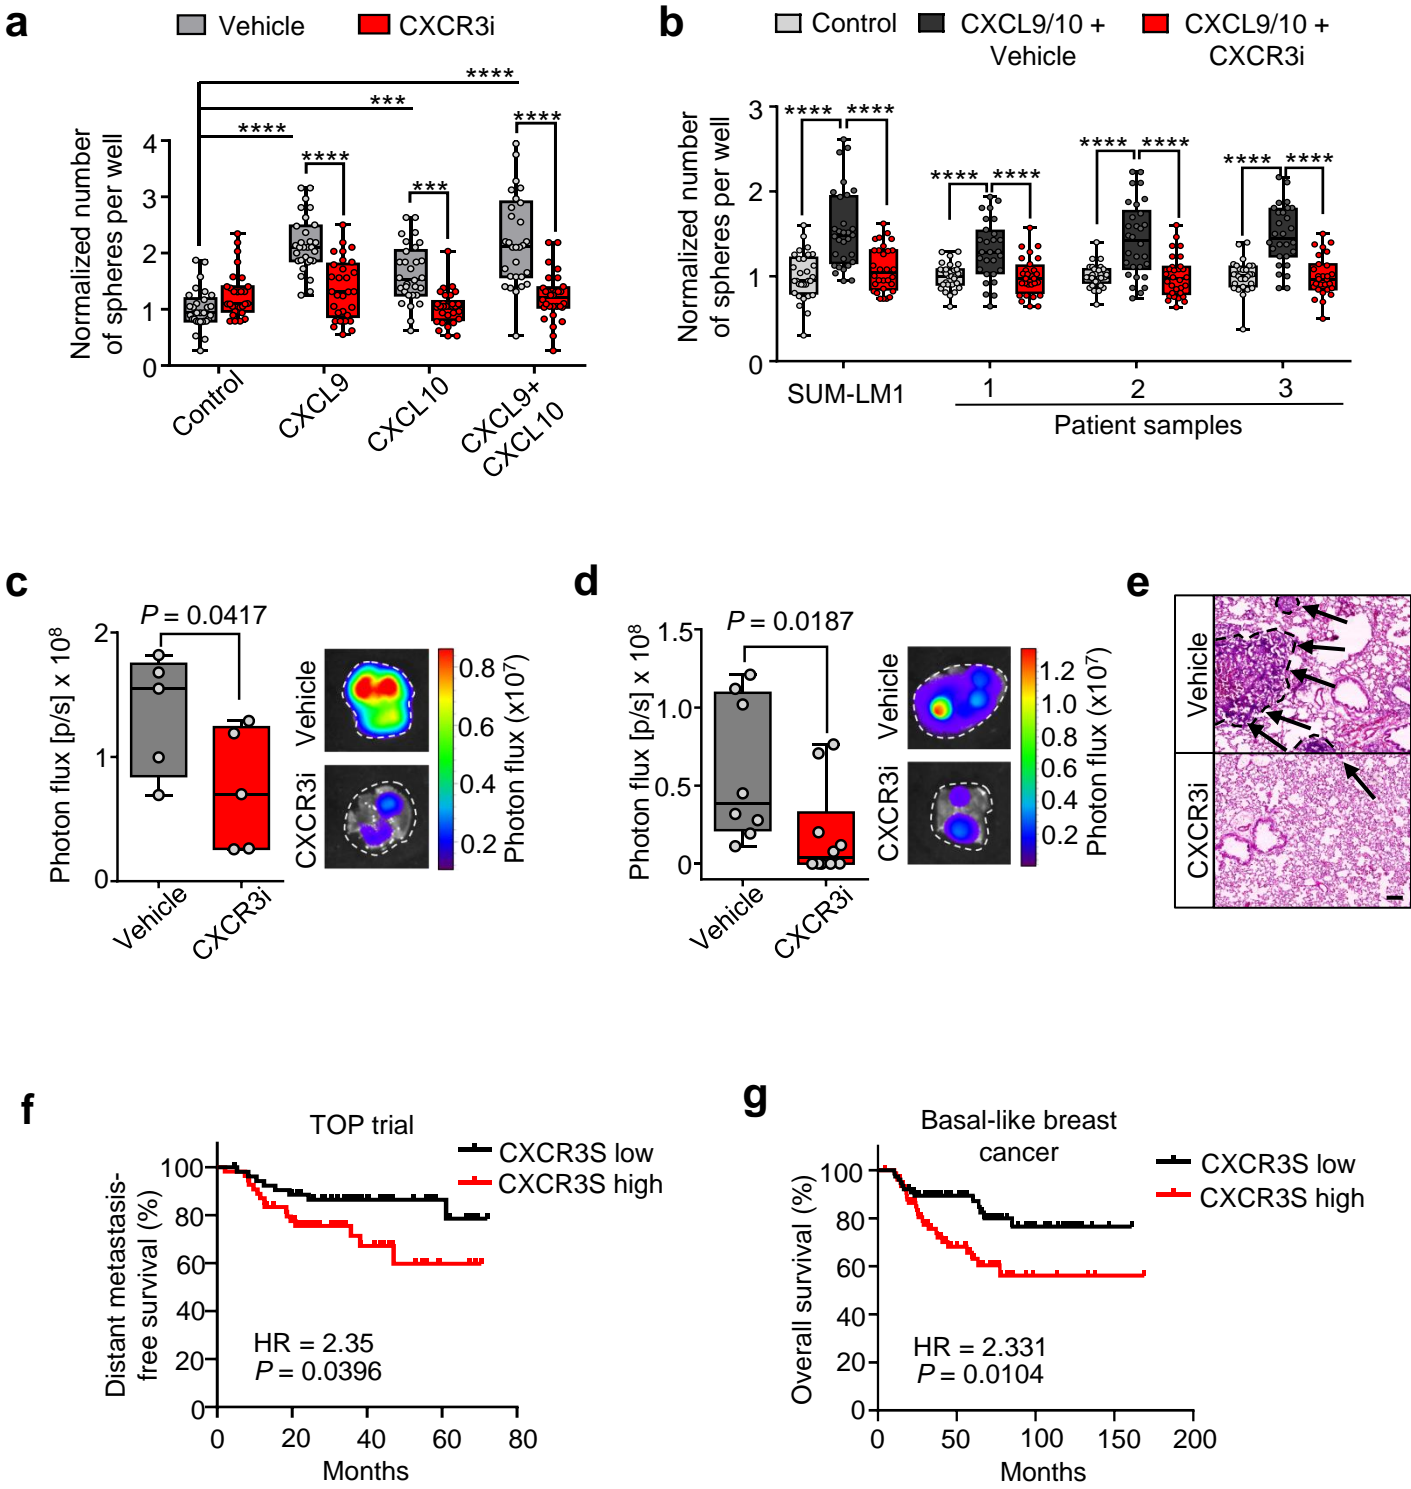 a
Vehicle
CXCR3i
****
***
****
****
***
****
Normalized number
of spheres per well
4
3
2
1
0
Control
CXCL9
CXCL10
CXCL9+
CXCL10
b
Control
CXCL9/10 +
Vehicle
CXCL9/10 +
CXCR3i
Normalized number
of spheres per well
3
2
1
0
**** ****
**** ****
**** ****
**** ****
SUM-LM1
1
2
3
Patient samples
c
P = 0.0417
Photon flux [p/s] x 10⁸
2
1
0
Vehicle
CXCR3i
Vehicle
CXCR3i
0.8
0.6
0.4
0.2
Photon flux (x10⁷)
d
P = 0.0187
Photon flux [p/s] x 10⁸
1.5
1.0
0.5
0
Vehicle
CXCR3i
Vehicle
CXCR3i
1.2
1.0
0.8
0.6
0.4
0.2
Photon flux (x10⁷)
e
Vehicle
CXCR3i
f
TOP trial
CXCR3S low
CXCR3S high
Distant metastasis-
free survival (%)
100
80
60
40
20
0
HR = 2.35
P = 0.0396
0 20 40 60 80
Months
g
Basal-like breast
cancer
CXCR3S low
CXCR3S high
Overall survival (%)
100
80
60
40
20
0
HR = 2.331
P = 0.0104
0 50 100 150 200
Months